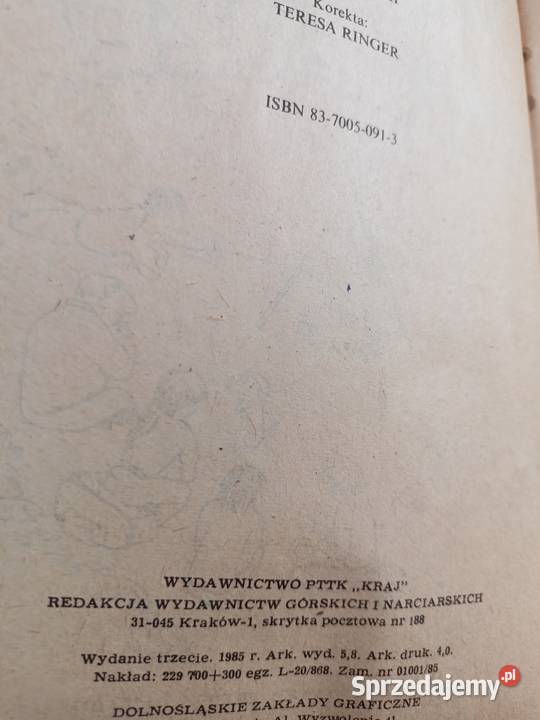 Korekta:
TERESA RINGER
ISBN 83-7005-091-3
WYDAWNICTWO PTTK „KRAJ"
REDAKCJA WYDAWNICTW GÓRSKICH I NARCIARSKICH
31-045 Kraków-1, skrytka pocztowa nr 188
Wydanie trzecie. 1985 r. Ark. wyd. 5,8. Ark. druk. 4,0.
Nakład: 229 700+300 egz. L-20/868. Zam. nr 01001/85
DOLNOŚLĄSKIE ZAKŁADY GRAFICZNE
Al. Wyzwolenia
Sprzedajemy.pl